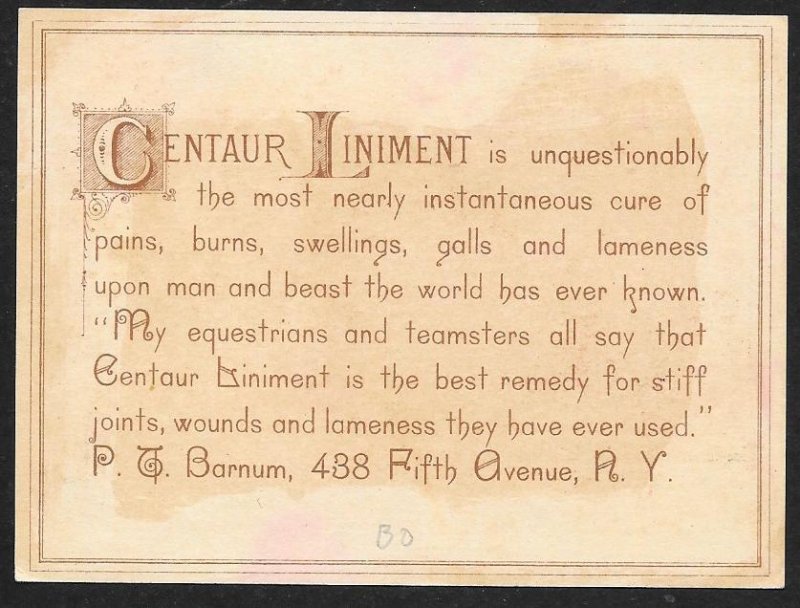 CENTAUR LINIMENT is unquestionably
the most nearly instantaneous cure of
pains, burns, swellings, galls and lameness
upon man and beast the world has ever known.
"My equestrians and teamsters all say that
Centaur Liniment is the best remedy for stiff
joints, wounds and lameness they have ever used."
P. T. Barnum, 438 Fifth Avenue, N. Y.
BO